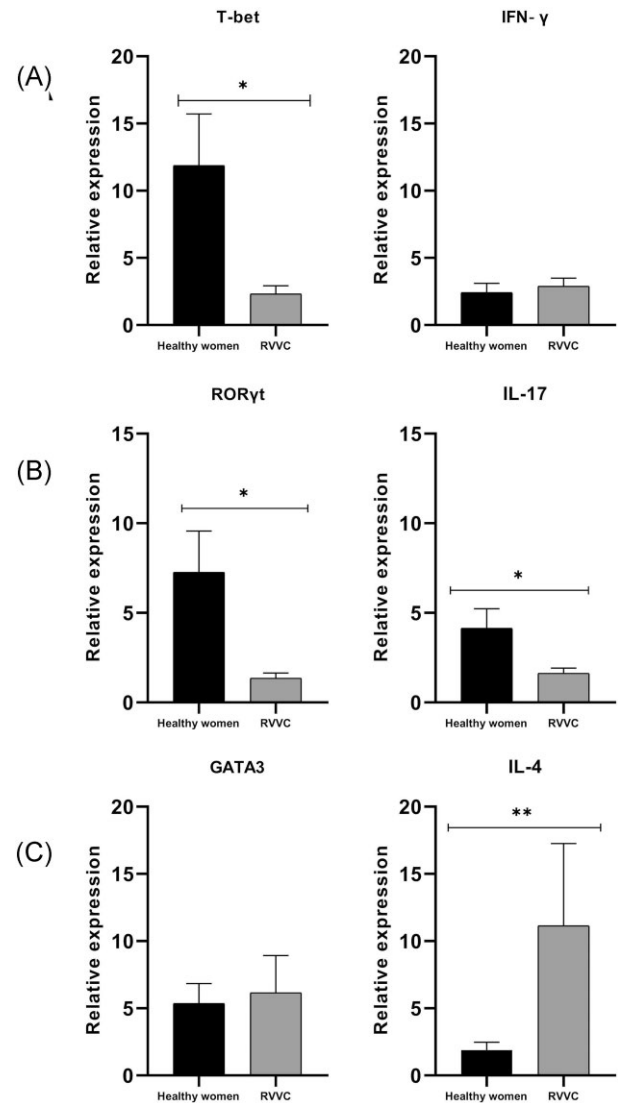 T-bet
IFN- γ
(A)
Relative expression
20
15
10
5
0
*
Healthy women
RVVC
Relative expression
20
15
10
5
0
Healthy women
RVVC
RORγt
IL-17
(B)
Relative expression
15
10
5
0
*
Healthy women
RVVC
Relative expression
15
10
5
0
*
Healthy women
RVVC
GATA3
IL-4
(C)
Relative expression
20
15
10
5
0
Healthy women
RVVC
Relative expression
20
15
10
5
0
**
Healthy women
RVVC